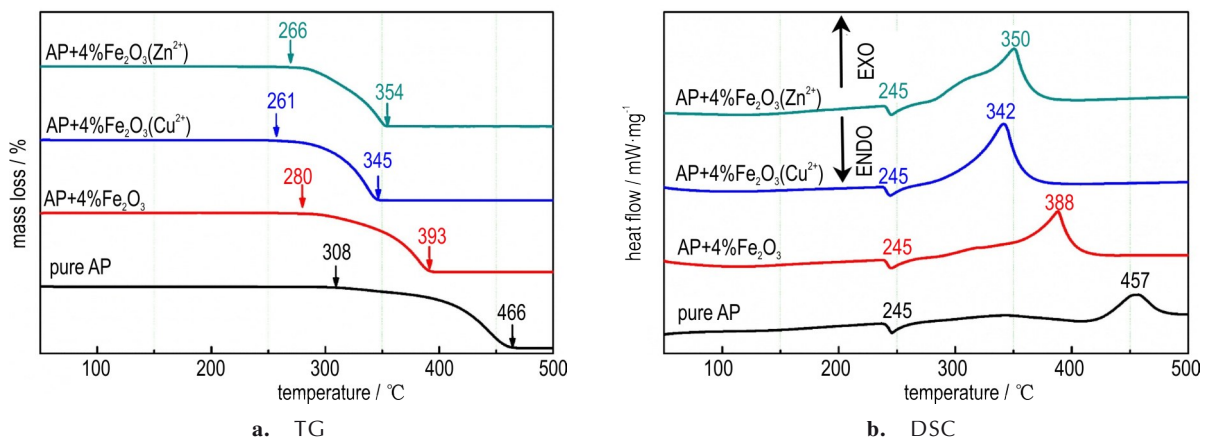 mass loss / %
AP+4%Fe₂O₃(Zn²⁺)
266
354
AP+4%Fe₂O₃(Cu²⁺)
261
345
AP+4%Fe₂O₃
280
393
pure AP
308
466
100 200 300 400 500
temperature / ℃
a. TG
heat flow / mW·mg⁻¹
EXO
ENDO
AP+4%Fe₂O₃(Zn²⁺)
245
350
AP+4%Fe₂O₃(Cu²⁺)
245
342
AP+4%Fe₂O₃
245
388
pure AP
245
457
100 200 300 400 500
temperature / ℃
b. DSC